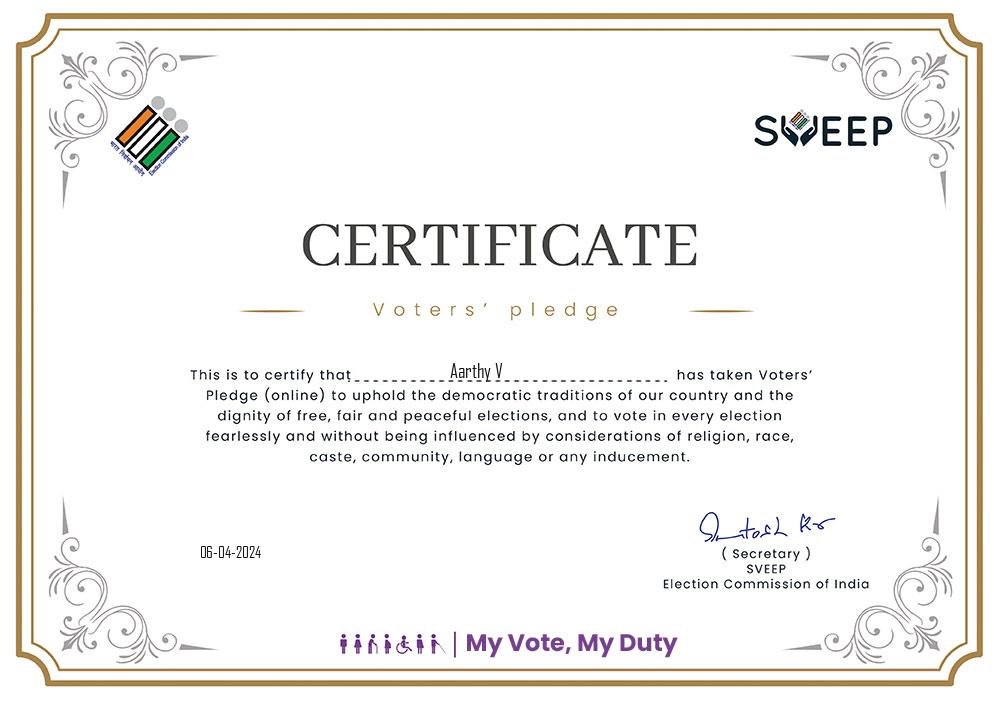 भारत निर्वाचन आयोग
Election Commission of India
SWEEP
CERTIFICATE
Voters’ pledge
This is to certify that Aarthy V has taken Voters’
Pledge (online) to uphold the democratic traditions of our country and the
dignity of free, fair and peaceful elections, and to vote in every election
fearlessly and without being influenced by considerations of religion, race,
caste, community, language or any inducement.
06-04-2024
( Secretary )
SVEEP
Election Commission of India
My Vote, My Duty